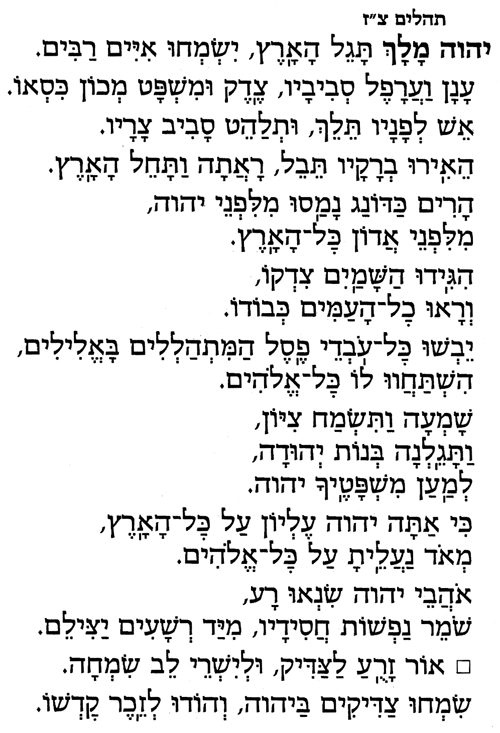 תהלים צ״ז
יהוה מָלָךְ תָּגֵל הָאָֽרֶץ, יִשְׂמְחוּ אִיִּים רַבִּים.
עָנָן וַעֲרָפֶל סְבִיבָיו, צֶֽדֶק וּמִשְׁפָּט מְכוֹן כִּסְאוֹ.
אֵשׁ לְפָנָיו תֵּלֵךְ, וּתְלַהֵט סָבִיב צָרָיו.
הֵאִֽירוּ בְרָקָיו תֵּבֵל, רָאֲתָה וַתָּחֵל הָאָֽרֶץ.
הָרִים כַּדּוֹנַג נָמַֽסּוּ מִלִּפְנֵי יהוה,
מִלִּפְנֵי אֲדוֹן כָּל־הָאָֽרֶץ.
הִגִּֽידוּ הַשָּׁמַֽיִם צִדְקוֹ,
וְרָאוּ כָל־הָעַמִּים כְּבוֹדוֹ.
יֵבֹשׁוּ כָּל־עֹֽבְדֵי פֶֽסֶל הַמִּתְהַלְלִים בָּאֱלִילִים,
הִשְׁתַּחֲווּ לוֹ כָּל־אֱלֹהִים.
שָׁמְעָה וַתִּשְׂמַח צִיּוֹן,
וַתָּגֵֽלְנָה בְּנוֹת יְהוּדָה,
לְמַֽעַן מִשְׁפָּטֶֽיךָ יהוה.
כִּי אַתָּה יהוה עֶלְיוֹן עַל כָּל־הָאָֽרֶץ,
מְאֹד נַעֲלֵֽיתָ עַל כָּל־אֱלֹהִים.
אֹהֲבֵי יהוה שִׂנְאוּ רָע,
שֹׁמֵר נַפְשׁוֹת חֲסִידָיו, מִיַּד רְשָׁעִים יַצִּילֵם.
□ אוֹר זָרֻֽעַ לַצַּדִּיק, וּלְיִשְׁרֵי לֵב שִׂמְחָה.
שִׂמְחוּ צַדִּיקִים בַּיהוה, וְהוֹדוּ לְזֵֽכֶר קָדְשׁוֹ.